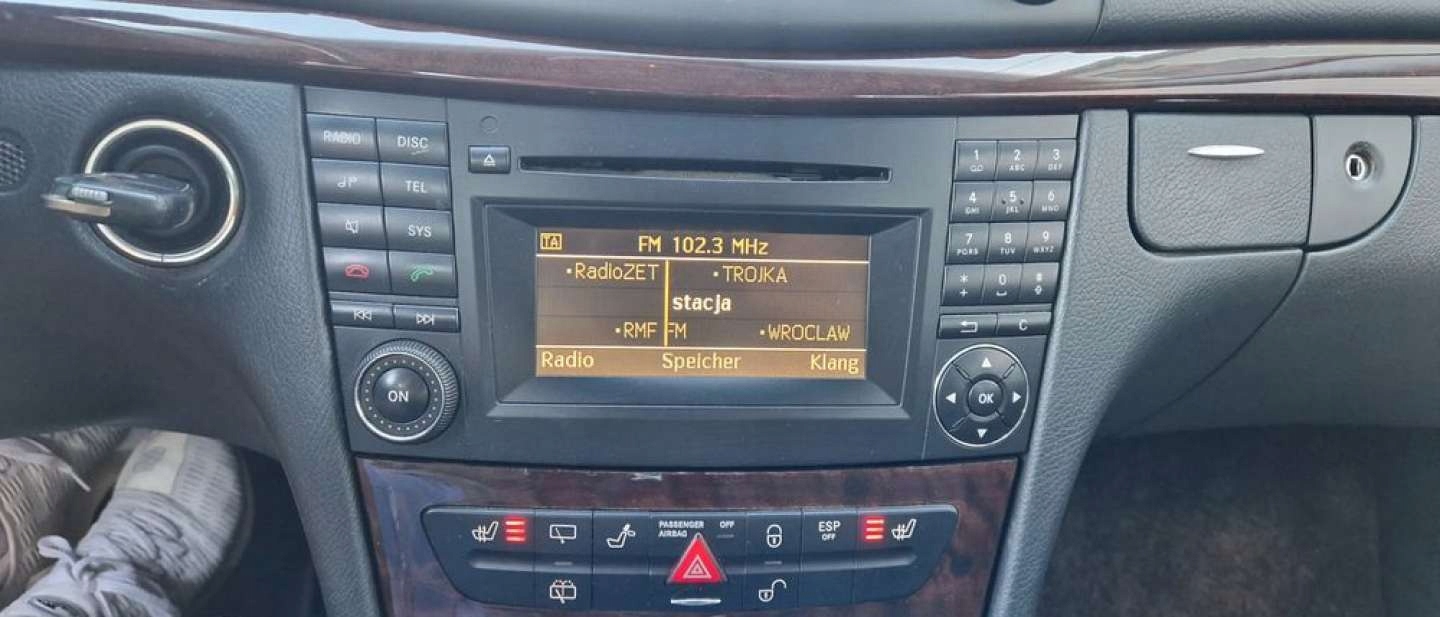 RADIO DISC
TEL
SYS
ON
TA FM 102.3 MHz
•RadioZET •TROJKA
stacja
•RMF FM •WROCLAW
Radio Speicher Klang
1 2 ABC 3 DEF
4 GHI 5 JKL 6 MNO
7 PQRS 8 TUV 9 WXYZ
* 0 #
+
C
OK
PASSENGER OFF
AIRBAG
ESP
OFF